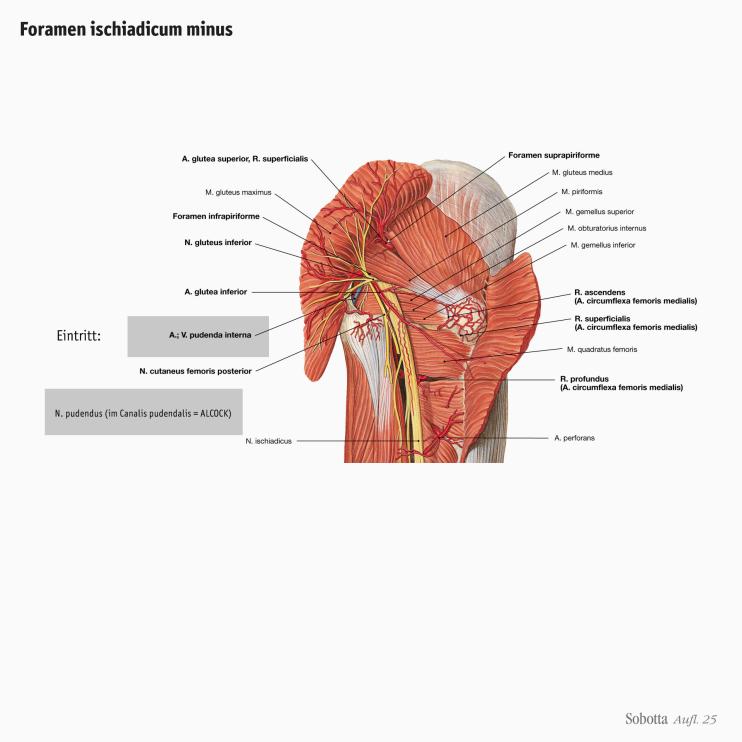 Foramen ischiadicum minus
A. glutea superior, R. superficialis
M. gluteus maximus
Foramen infrapiriforme
N. gluteus inferior
A. glutea inferior
Eintritt:
A.; V. pudenda interna
N. cutaneus femoris posterior
N. pudendus (im Canalis pudendalis = ALCOCK)
N. ischiadicus
Foramen suprapiriforme
M. gluteus medius
M. piriformis
M. gemellus superior
M. obturatorius internus
M. gemellus inferior
R. ascendens
(A. circumflexa femoris medialis)
R. superficialis
(A. circumflexa femoris medialis)
M. quadratus femoris
R. profundus
(A. circumflexa femoris medialis)
A. perforans
Sobotta Aufl. 25